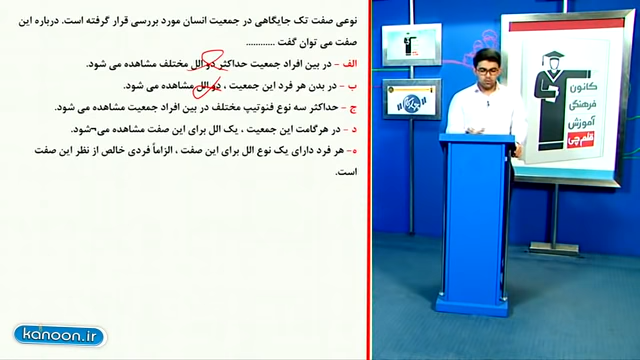 نوعی صفت تک جایگاهی در جمعیت انسان مورد بررسی قرار گرفته است. درباره این
صفت می توان گفت ............
الف - در بین افراد جمعیت حداکثر دو الل مختلف مشاهده می شود.
ب - در بدن هر فرد این جمعیت ، دو الل مشاهده می شود.
ج - حداکثر سه نوع فنوتیپ مختلف در بین افراد جمعیت مشاهده می شود.
د - در هرگامت این جمعیت ، یک الل برای این صفت مشاهده می¬شود.
ه - هر فرد دارای یک نوع الل برای این صفت ، الزاماً فردی خالص از نظر این صفت
است.
کانون
فرهنگی
آموزش
قلم‌چی
kanoon.ir